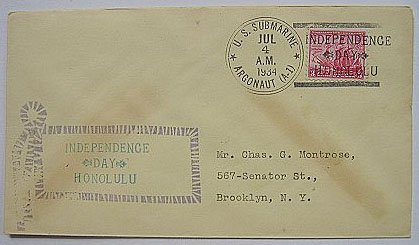 U. S. SUBMARINE
JUL
4
A.M.
1934
ARGONAUT (A-1)
INDEPENDENCE
DAY
HONOLULU
3
INDEPENDENCE
DAY
HONOLULU
Mr. Chas. G. Montrose,
567-Senator St.,
Brooklyn, N. Y.